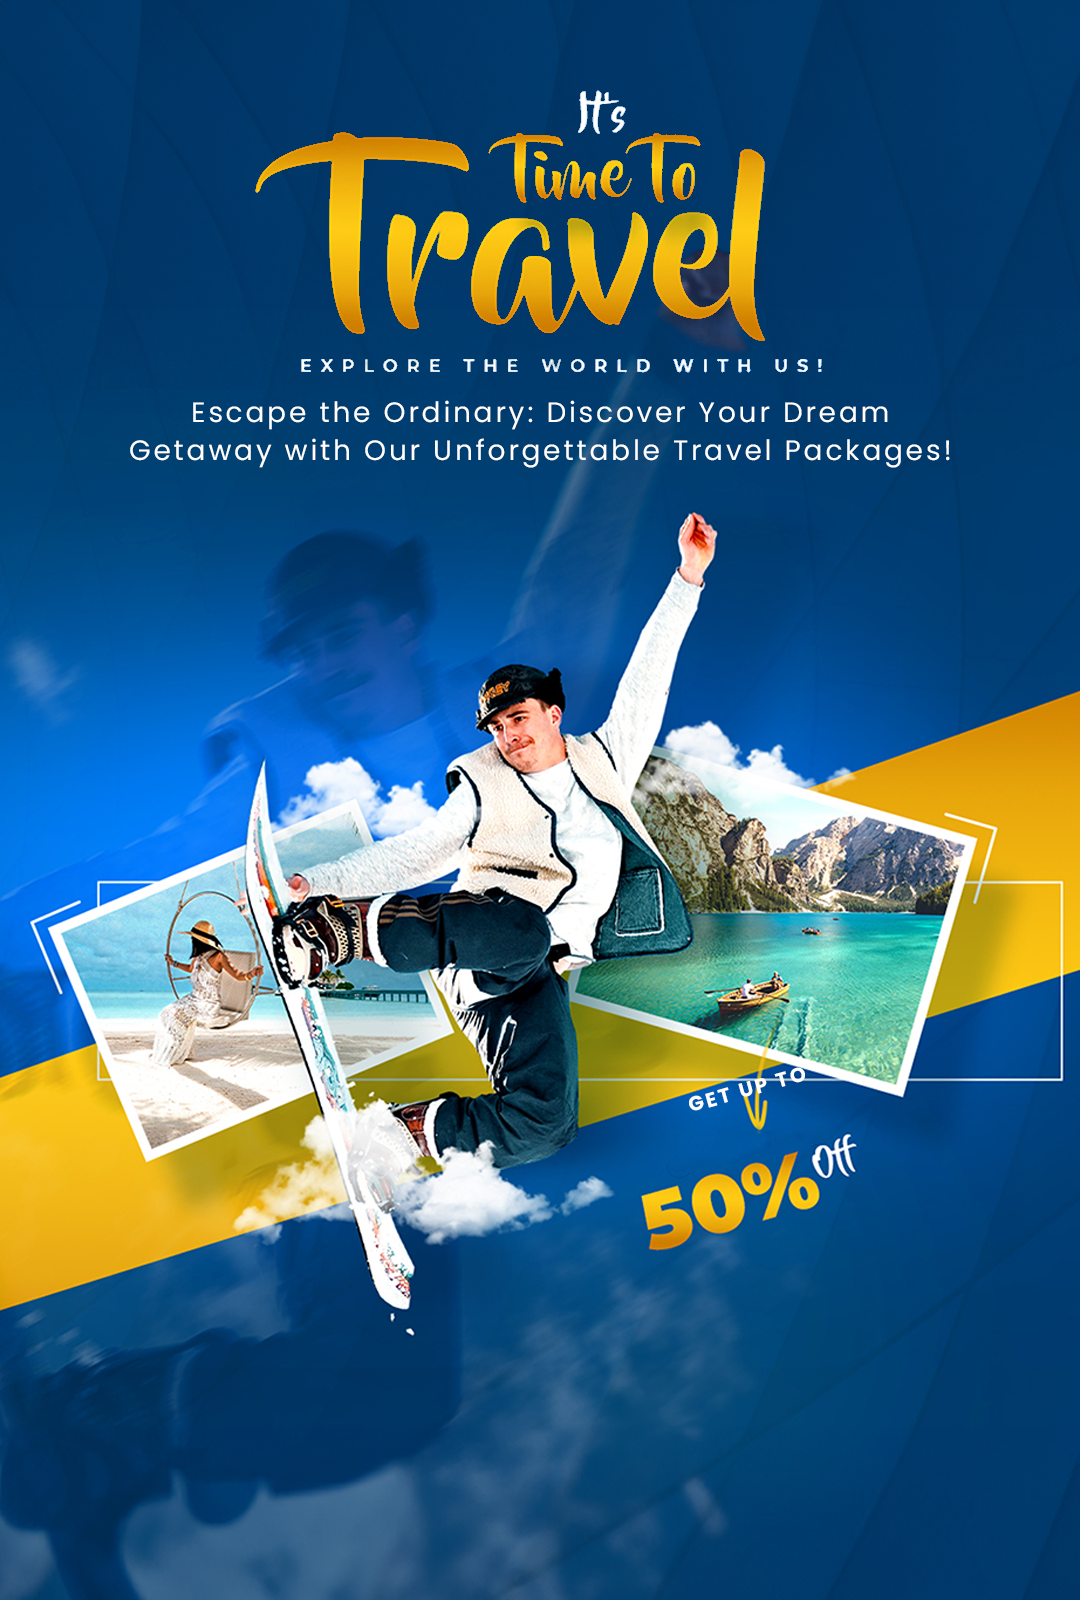 It's
Time To
Travel
EXPLORE THE WORLD WITH US!
Escape the Ordinary: Discover Your Dream
Getaway with Our Unforgettable Travel Packages!
GET UP TO
50% Off